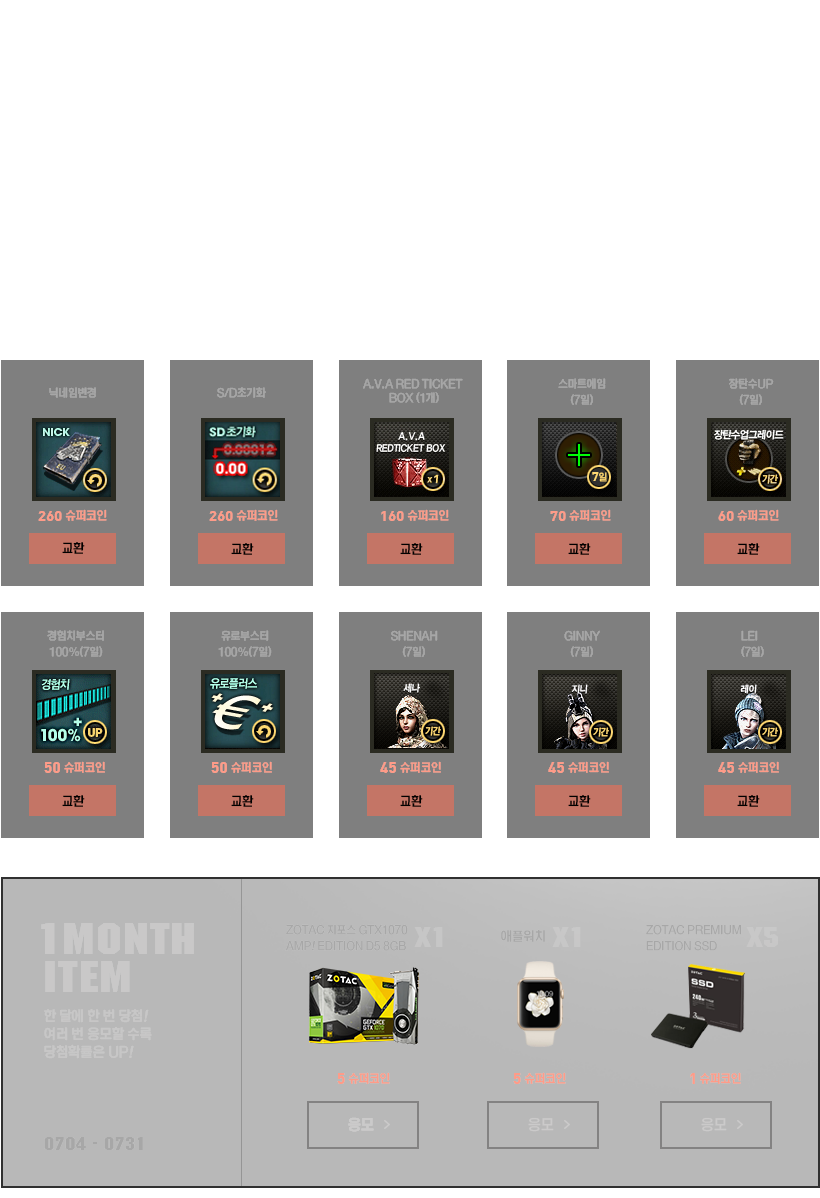 닉네임변경
NICK
260 슈퍼코인
교환
S/D초기화
SD 초기화
0.00012
0.00
260 슈퍼코인
교환
A.V.A RED TICKET
BOX (1개)
A.V.A
REDTICKET BOX
x1
160 슈퍼코인
교환
스마트에임
(7일)
7일
70 슈퍼코인
교환
장탄수UP
(7일)
장탄수업그레이드
기간
60 슈퍼코인
교환
경험치부스터
100%(7일)
경험치
+
100%
UP
50 슈퍼코인
교환
유로부스터
100%(7일)
유로플러스
€
50 슈퍼코인
교환
SHENAH
(7일)
세나
기간
45 슈퍼코인
교환
GINNY
(7일)
지니
기간
45 슈퍼코인
교환
LEI
(7일)
레이
기간
45 슈퍼코인
교환
1 MONTH
ITEM
한 달에 한 번 당첨!
여러 번 응모할 수록
당첨확률은 UP!
0704 - 0731
ZOTAC 지포스 GTX1070
AMP! EDITION D5 8GB
X1
ZOTAC
GEFORCE
GTX 1070
5 슈퍼코인
응모 >
애플워치
X1
3 슈퍼코인
응모 >
ZOTAC PREMIUM
EDITION SSD
X5
ZOTAC
SSD
240GB
1 슈퍼코인
응모 >